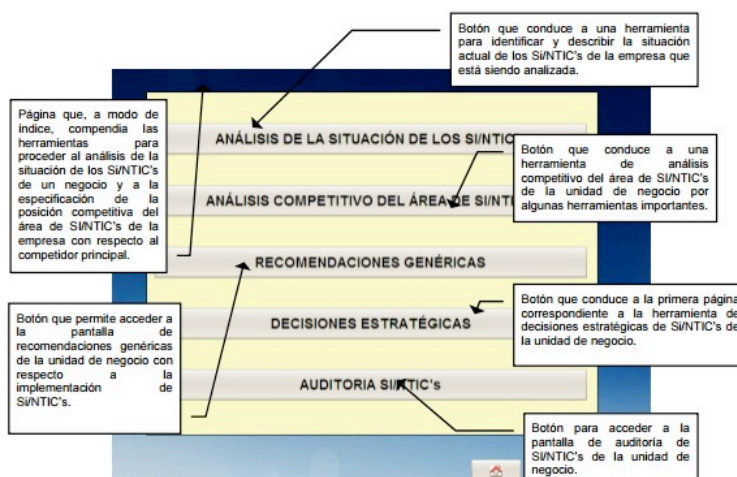 Botón que conduce a una herramienta
para identificar y describir la situación
actual de los Si/NTIC's de la empresa que
está siendo analizada.
Página que, a modo de
índice, compendia las
herramientas para
proceder al análisis de la
situación de los Si/NTIC's
de un negocio y a la
especificación de la
posición competitiva del
área de SI/NTIC's de la
empresa con respecto al
competidor principal.
ANÁLISIS DE LA SITUACIÓN DE LOS SI/NTIC
Botón que conduce a una
herramienta de análisis
competitivo del área de SI/NTIC's
de la unidad de negocio por
algunas herramientas importantes.
ANÁLISIS COMPETITIVO DEL ÁREA DE SI/NTI
RECOMENDACIONES GENÉRICAS
Botón que permite acceder a
la pantalla de
recomendaciones genéricas
de la unidad de negocio con
respecto a la
implementación de
Si/NTIC's.
Botón que conduce a la primera página
correspondiente a la herramienta de
decisiones estratégicas de Si/NTIC's de
la unidad de negocio.
DECISIONES ESTRATÉGICAS
AUDITORIA SI/NTIC's
Botón para acceder a la
pantalla de auditoría de
SI/NTIC's de la unidad de
negocio.